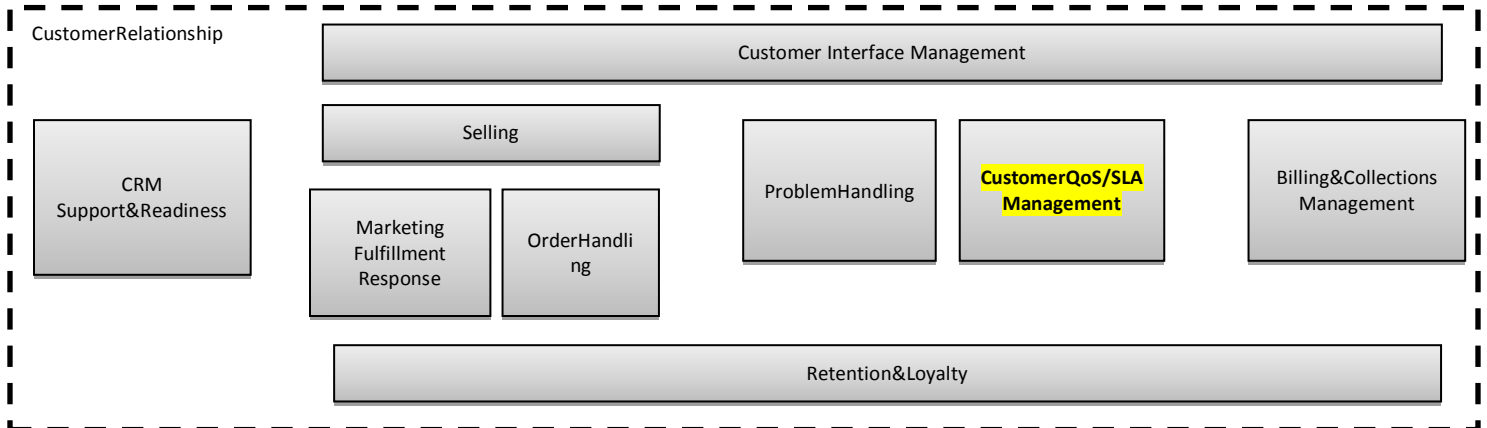 CustomerRelationship
Customer Interface Management
Selling
CRM
Support&Readiness
Marketing
Fulfillment
Response
OrderHandli
ng
ProblemHandling
CustomerQoS/SLA
Management
Billing&Collections
Management
Retention&Loyalty